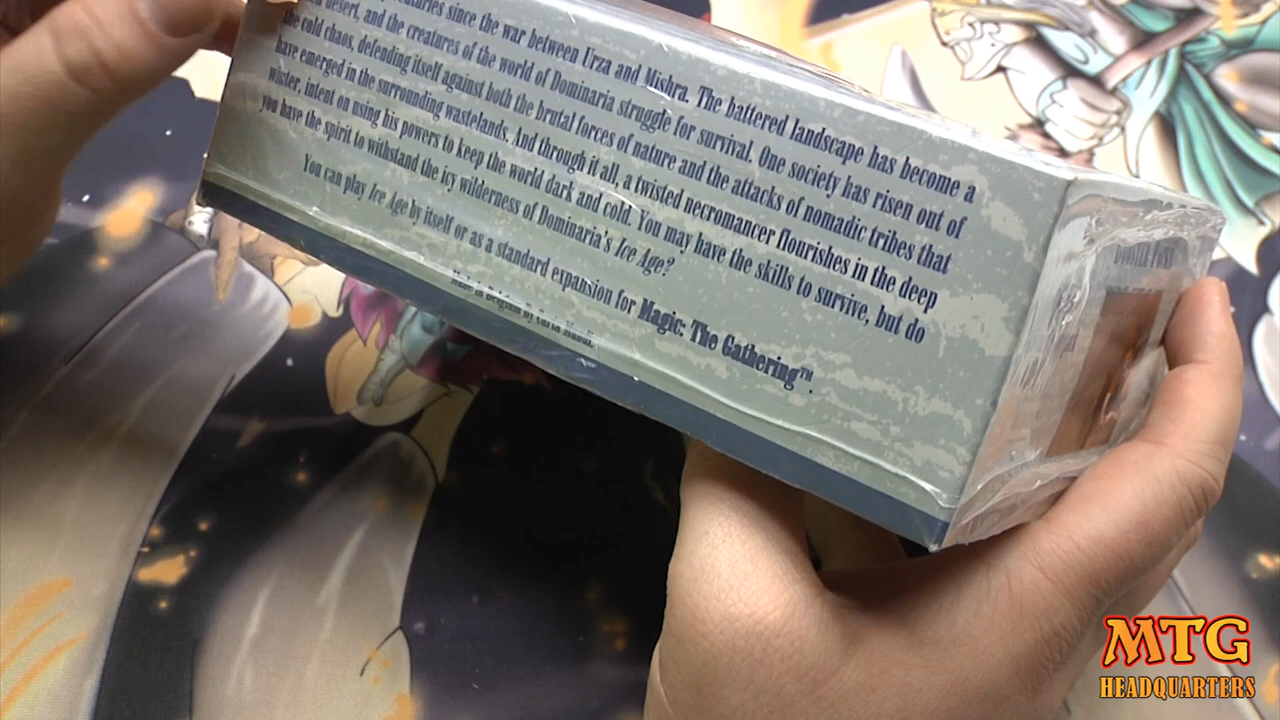 since the war between Urza and Mishra. The battered landscape has become a
desert, and the creatures of the world of Dominaria struggle for survival. One society has risen out of
the cold chaos, defending itself against both the brutal forces of nature and the attacks of nomadic tribes that
have emerged in the surrounding wastelands. And through it all, a twisted necromancer flourishes in the deep
winter, intent on using his powers to keep the world dark and cold. You may have the skills to survive, but do
you have the spirit to withstand the icy wilderness of Dominaria's Ice Age?
You can play Ice Age by itself or as a standard expansion for Magic: The Gathering™.
Made in Belgium by Carta Mundi.
MTG
HEADQUARTERS